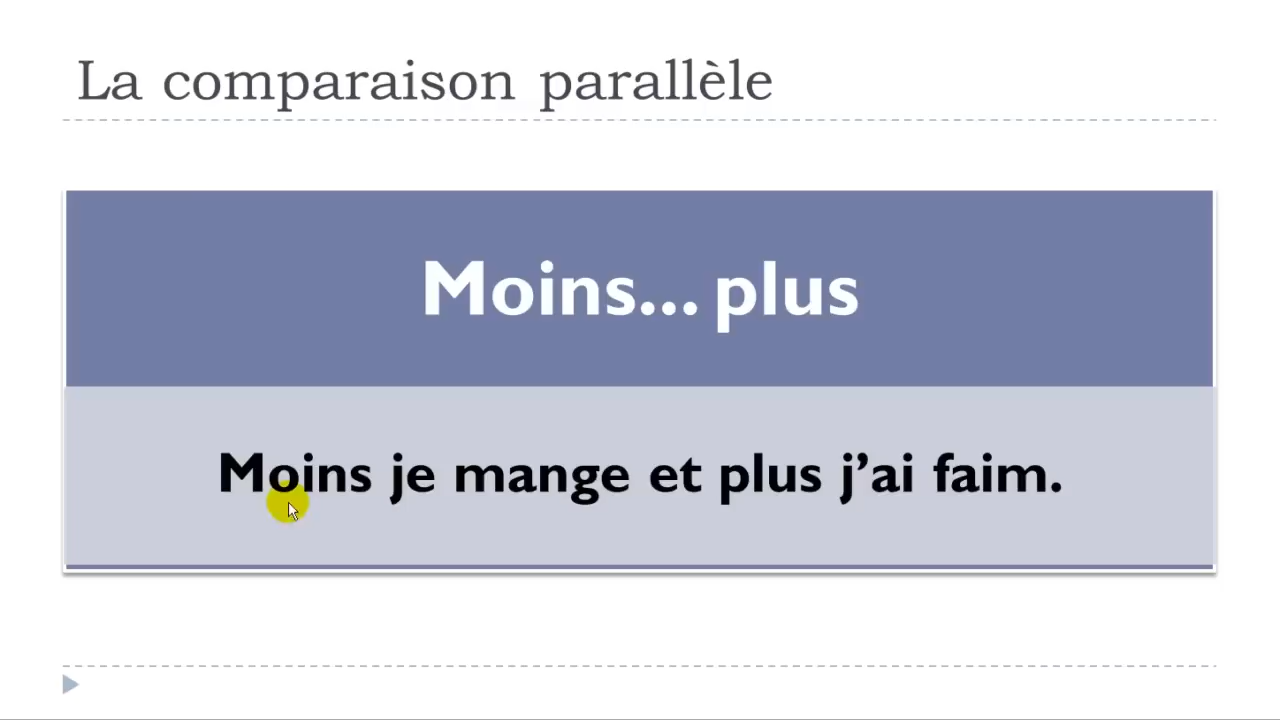 La comparaison parallèle
Moins... plus
Moins je mange et plus j’ai faim.